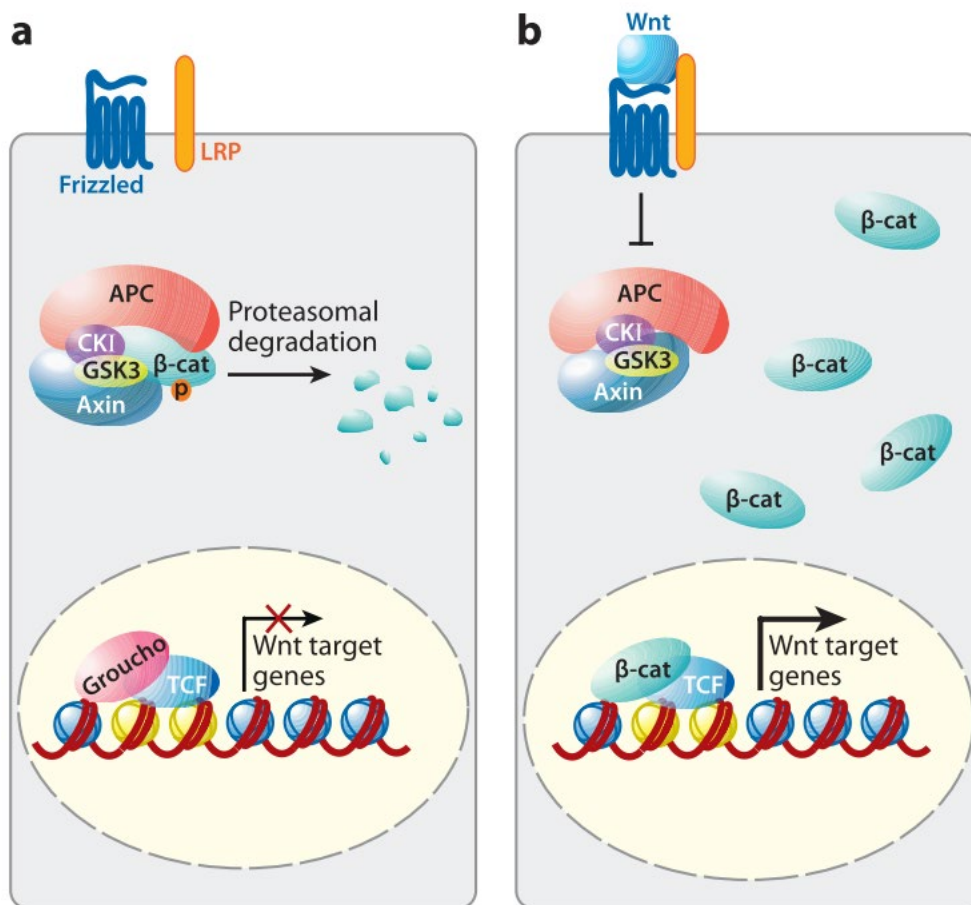 a
LRP
Frizzled
APC
CKI
GSK3
β-cat
p
Axin
Proteasomal
degradation
Groucho
TCF
Wnt target
genes
b
Wnt
β-cat
APC
CKI
GSK3
Axin
β-cat
β-cat
β-cat
β-cat
TCF
Wnt target
genes